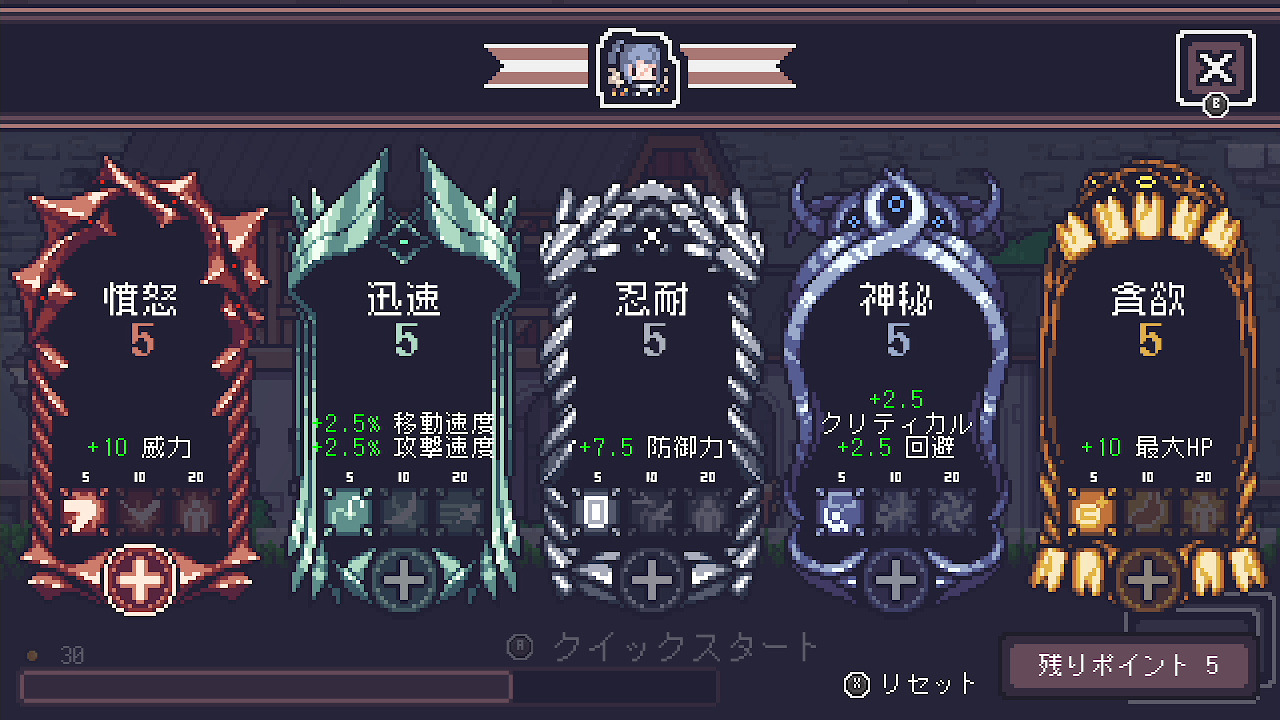 B
憤怒
5
+10 威力
5 10 20
迅速
5
+2.5% 移動速度
+2.5% 攻撃速度
5 10 20
忍耐
5
+7.5 防御力
5 10 20
神秘
5
+2.5
クリティカル
+2.5 回避
5 10 20
貪欲
5
+10 最大HP
5 10 20
30
R クイックスタート
X リセット
残りポイント 5